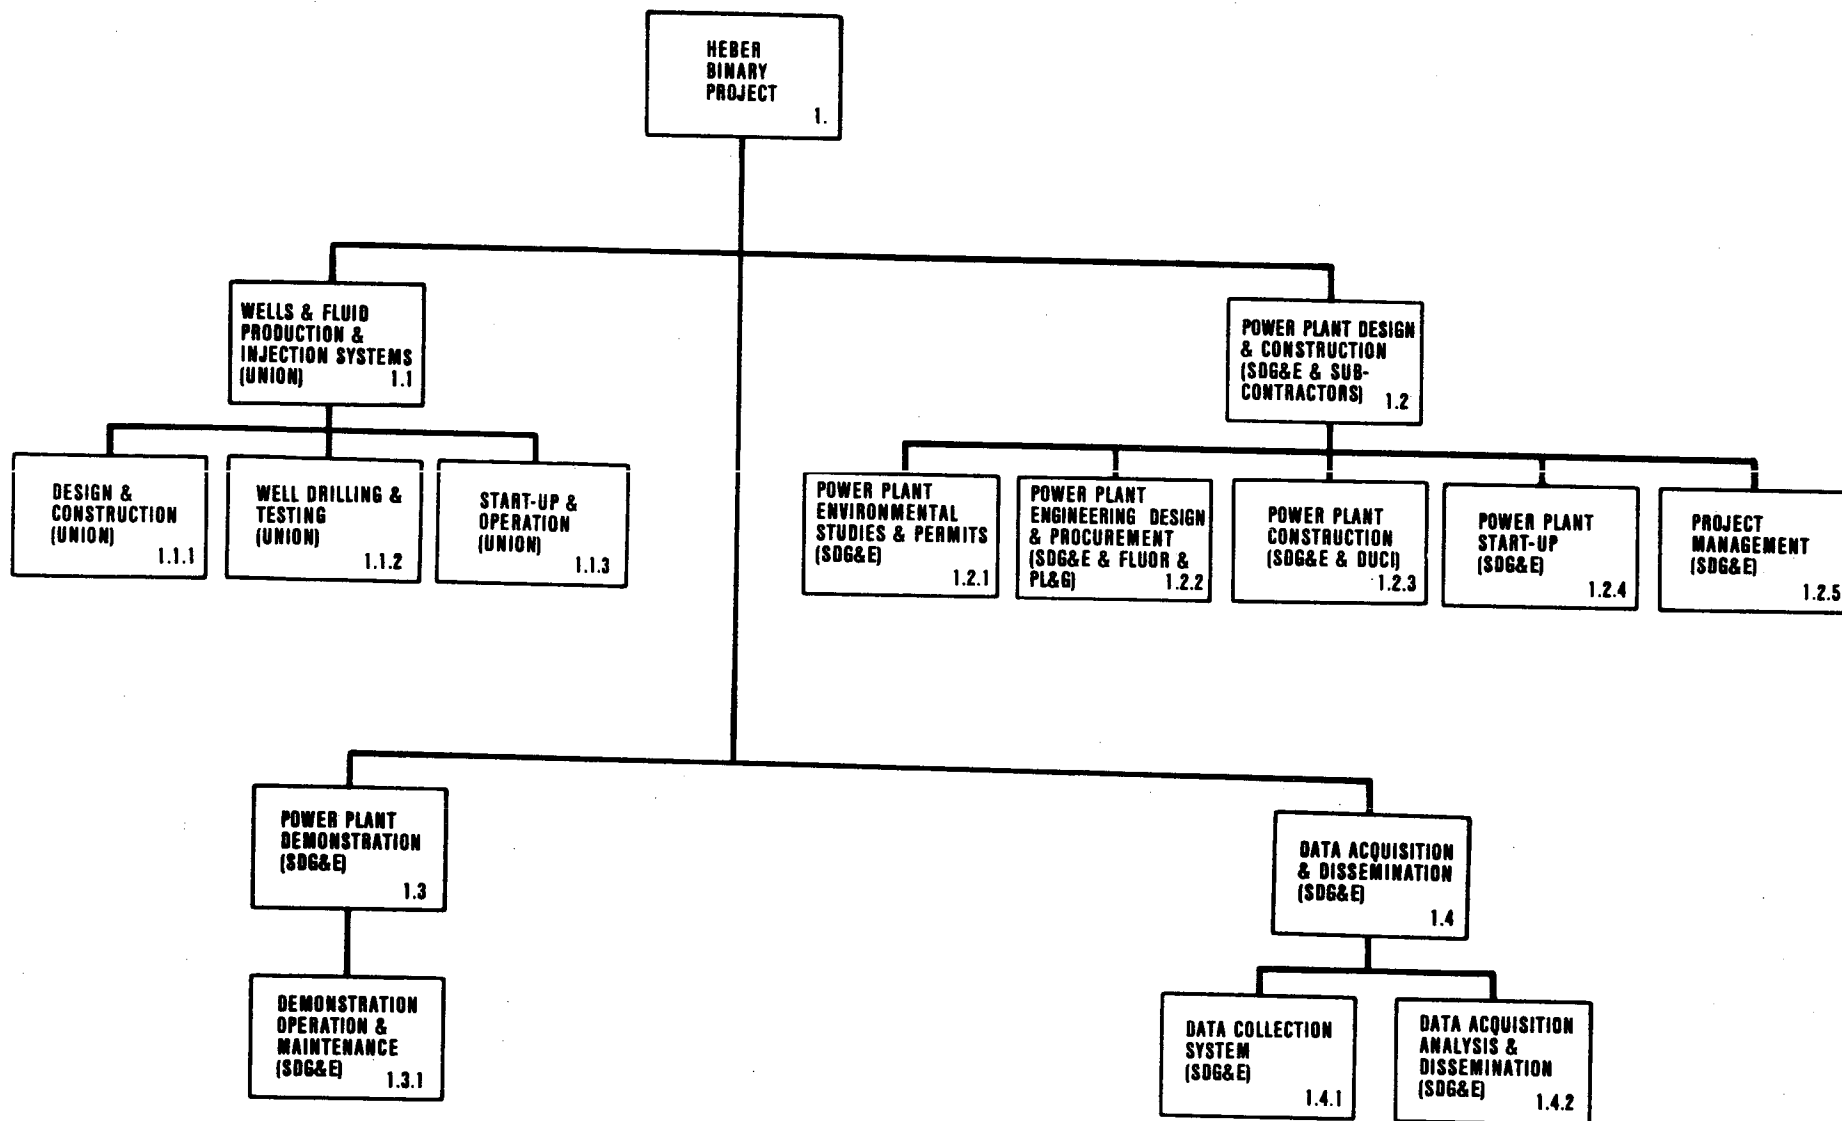 HEBER
BINARY
PROJECT
1.
WELLS & FLUID
PRODUCTION &
INJECTION SYSTEMS
(UNION) 1.1
POWER PLANT DESIGN
& CONSTRUCTION
(SDG&E & SUB-
CONTRACTORS) 1.2
DESIGN &
CONSTRUCTION
(UNION)
1.1.1
WELL DRILLING &
TESTING
(UNION)
1.1.2
START-UP &
OPERATION
(UNION)
1.1.3
POWER PLANT
ENVIRONMENTAL
STUDIES & PERMITS
(SDG&E)
1.2.1
POWER PLANT
ENGINEERING DESIGN
& PROCUREMENT
(SDG&E & FLUOR &
PL&G) 1.2.2
POWER PLANT
CONSTRUCTION
(SDG&E & DUCI)
1.2.3
POWER PLANT
START-UP
(SDG&E)
1.2.4
PROJECT
MANAGEMENT
(SDG&E)
1.2.5
POWER PLANT
DEMONSTRATION
(SDG&E)
1.3
DATA ACQUISITION
& DISSEMINATION
(SDG&E)
1.4
DEMONSTRATION
OPERATION &
MAINTENANCE
(SDG&E) 1.3.1
DATA COLLECTION
SYSTEM
(SDG&E)
1.4.1
DATA ACQUISITION
ANALYSIS &
DISSEMINATION
(SDG&E) 1.4.2